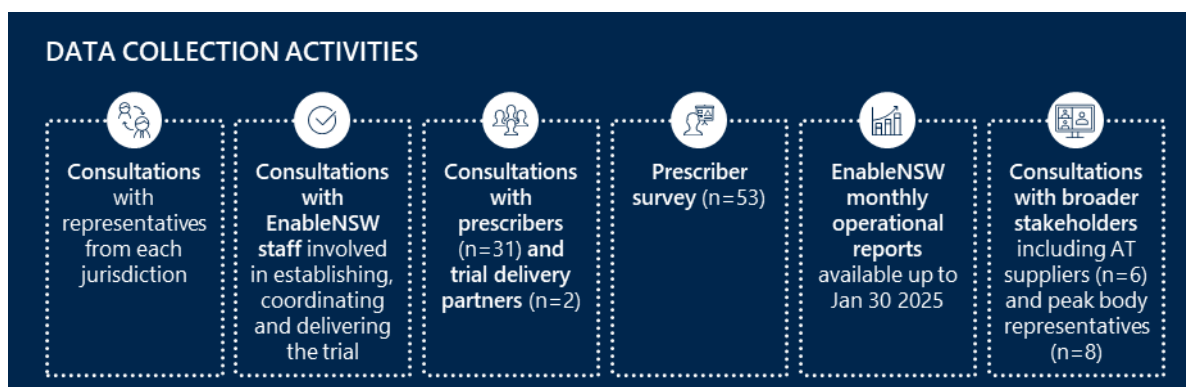 DATA COLLECTION ACTIVITIES
Consultations
with
representatives
from each
jurisdiction
Consultations
with
EnableNSW
staff involved
in establishing,
coordinating
and delivering
the trial
Consultations
with
prescribers
(n=31) and
trial delivery
partners (n=2)
Prescriber
survey (n=53)
EnableNSW
monthly
operational
reports
available up to
Jan 30 2025
Consultations
with broader
stakeholders
including AT
suppliers (n=6)
and peak body
representatives
(n=8)